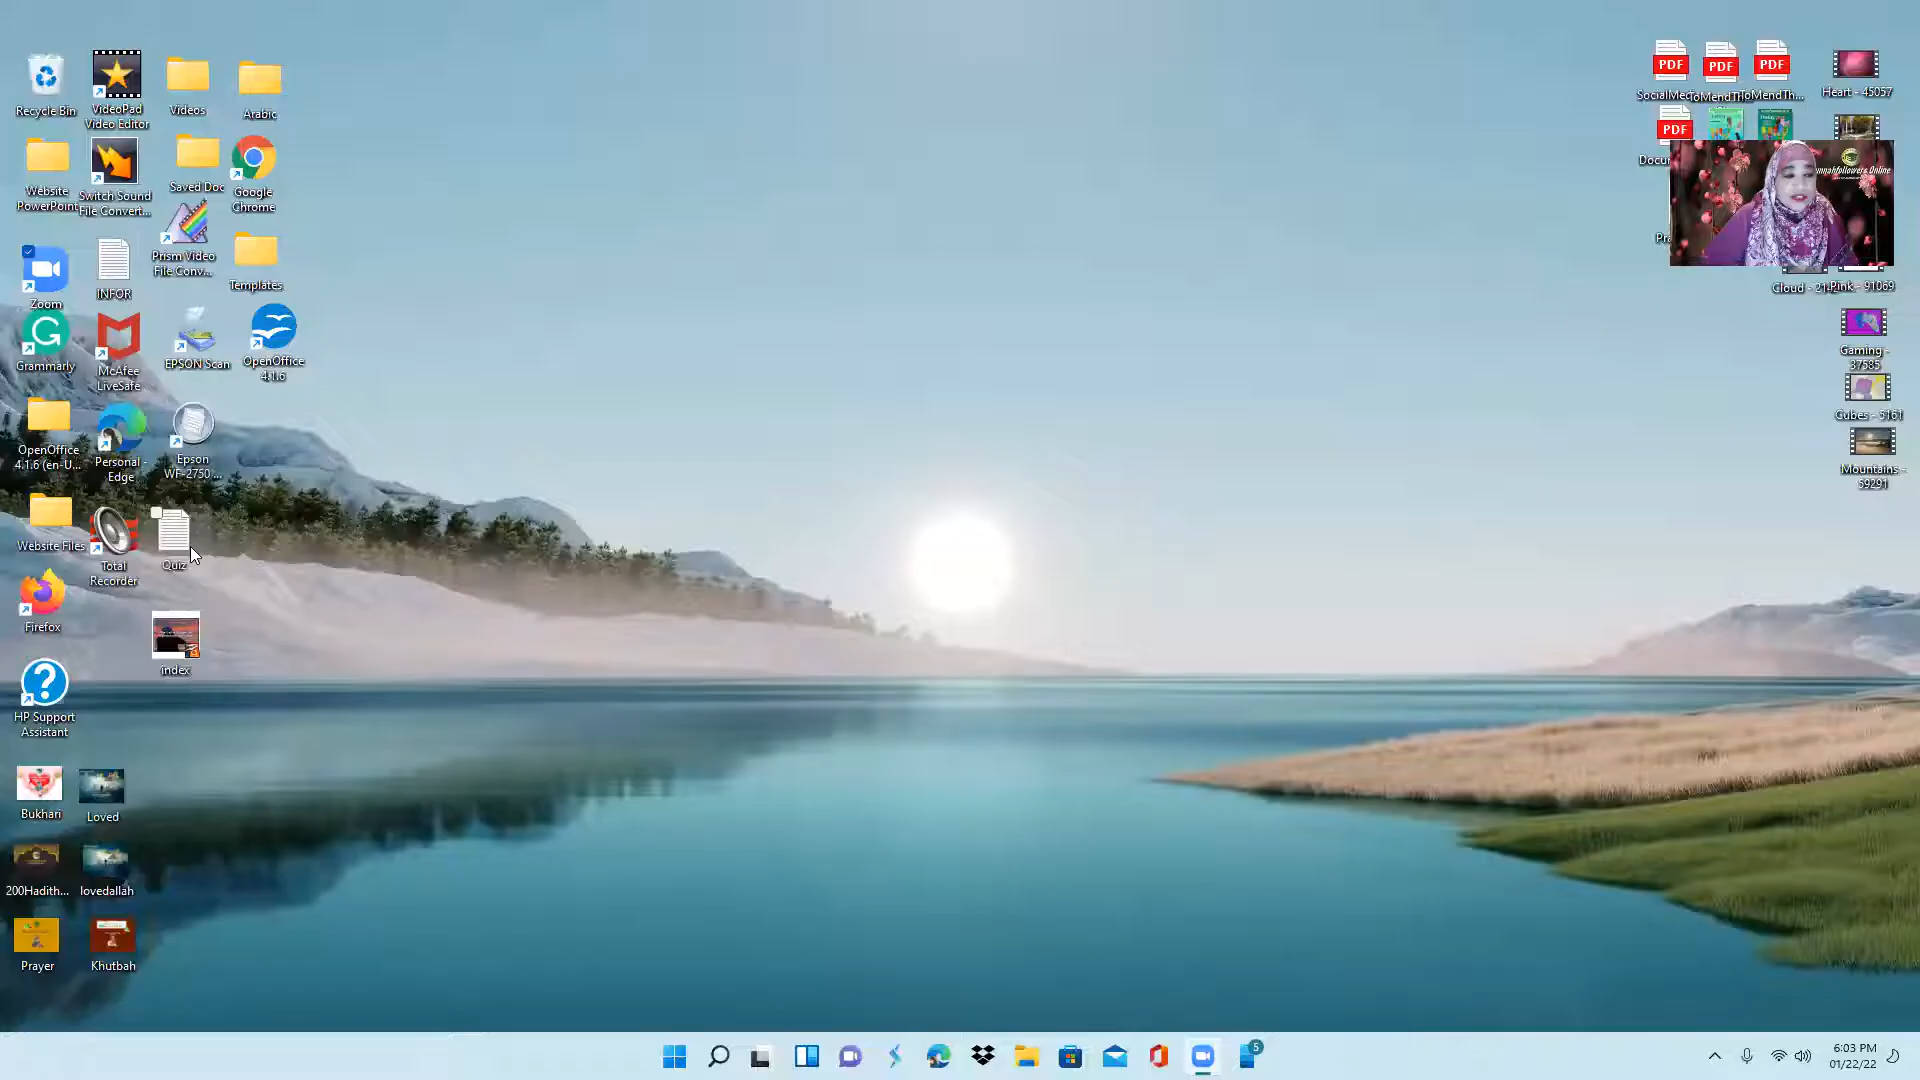 Recycle Bin
VideoPad
Video Editor
Videos
Arabic
Website
PowerPoint
Switch Sound
File Convert...
Saved Doc
Google
Chrome
Prism Video
File Conv...
Templates
Zoom
INFOR
Grammarly
McAfee
LiveSafe
EPSON Scan
OpenOffice
4.1.6
OpenOffice
4.1.6 (en-U...
Personal -
Edge
Epson
WF-2750 ...
Website Files
Total
Recorder
Quiz
Firefox
index
HP Support
Assistant
Bukhari
Loved
200Hadith...
lovedallah
Prayer
Khutbah
PDF
PDF
PDF
ToMendTh...
Heart - 45057
PDF
Online
Pink - 91069
Gaming -
37585
Cubes - 5161
Mountains -
59291
5
6:03 PM
01/22/22